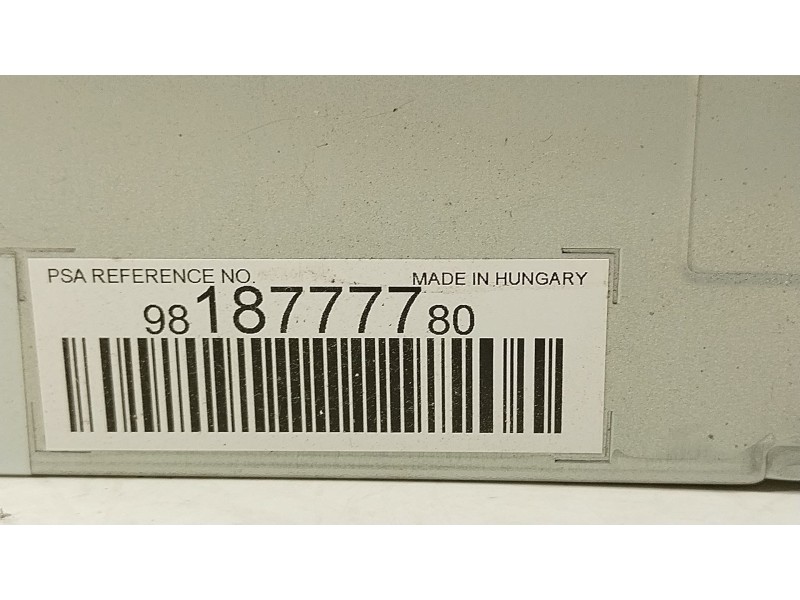 PSA REFERENCE NO. MADE IN HUNGARY
9818777780